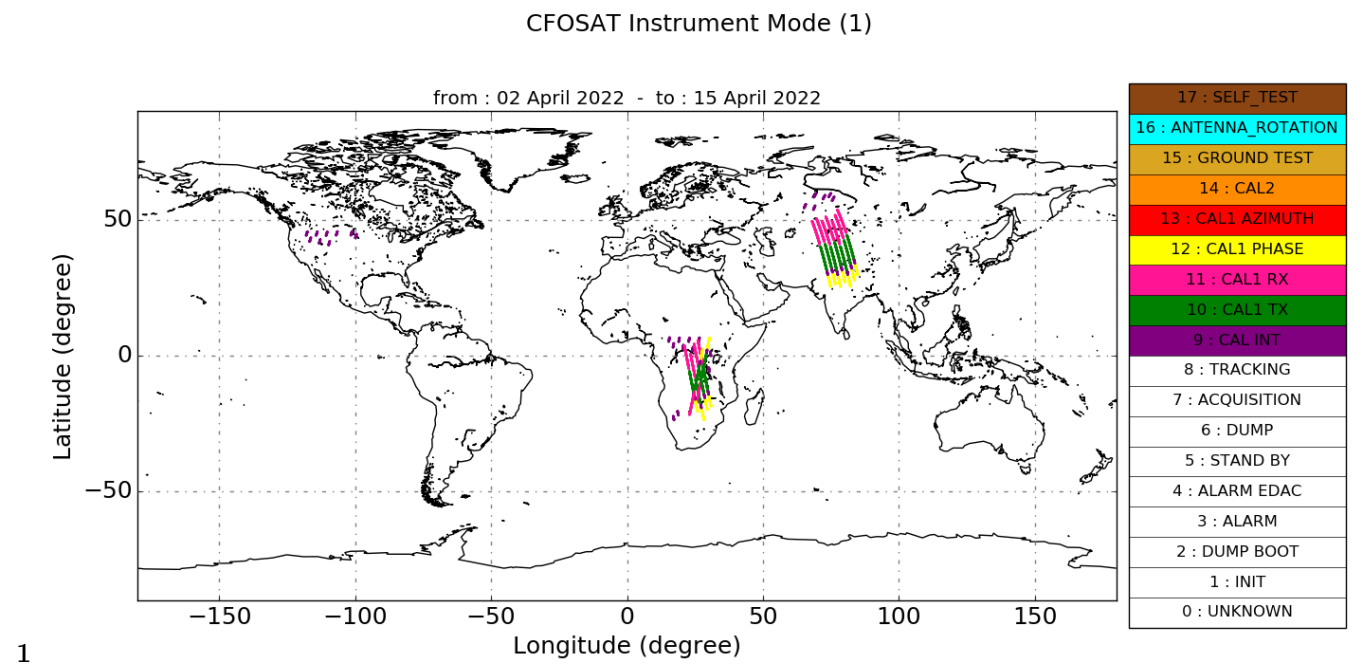 CFOSAT Instrument Mode (1)
from : 02 April 2022 - to : 15 April 2022
17 : SELF_TEST
16 : ANTENNA_ROTATION
15 : GROUND TEST
14 : CAL2
13 : CAL1 AZIMUTH
12 : CAL1 PHASE
11 : CAL1 RX
10 : CAL1 TX
9 : CAL INT
8 : TRACKING
7 : ACQUISITION
6 : DUMP
5 : STAND BY
4 : ALARM EDAC
3 : ALARM
2 : DUMP BOOT
1 : INIT
0 : UNKNOWN
Latitude (degree)
50
0
−50
−150 −100 −50 0 50 100 150
Longitude (degree)
1